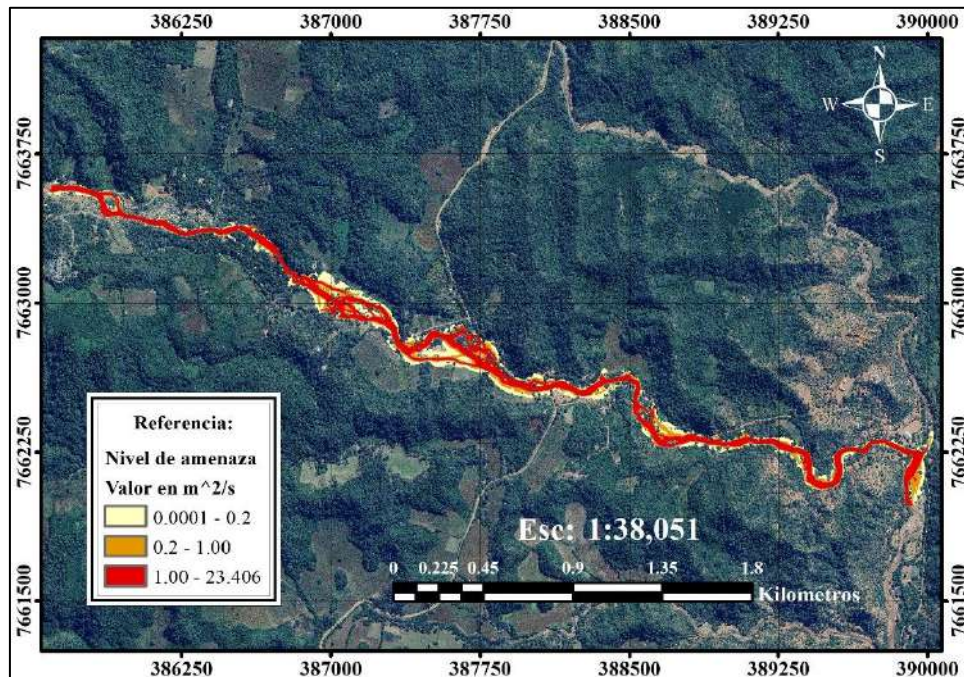 386250 387000 387750 388500 389250 390000
N
W E
S
7663750 7663750
7663000 7663000
7662250 7662250
7661500 7661500
Referencia:
Nivel de amenaza
Valor en m^2/s
0.0001 - 0.2
0.2 - 1.00
1.00 - 23.406
Esc: 1:38,051
0 0.225 0.45 0.9 1.35 1.8
Kilometros
386250 387000 387750 388500 389250 390000